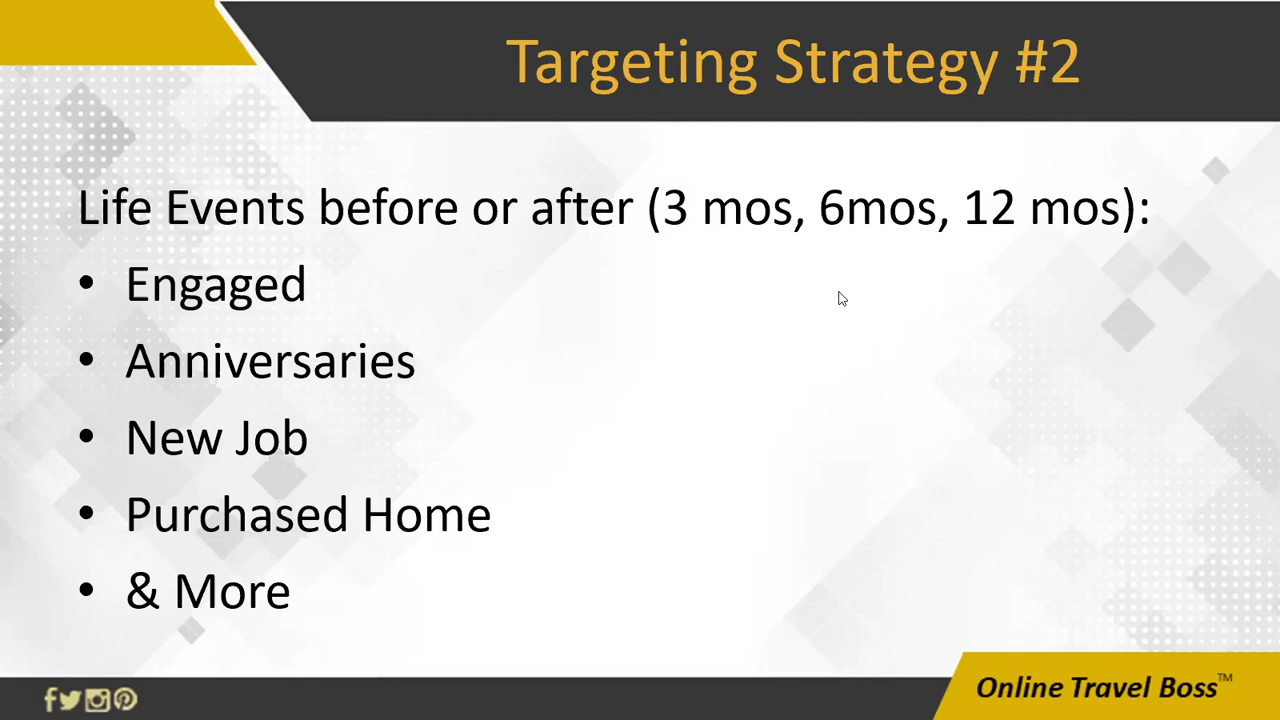 Targeting Strategy #2
Life Events before or after (3 mos, 6mos, 12 mos):
• Engaged
• Anniversaries
• New Job
• Purchased Home
• & More
Online Travel Boss™